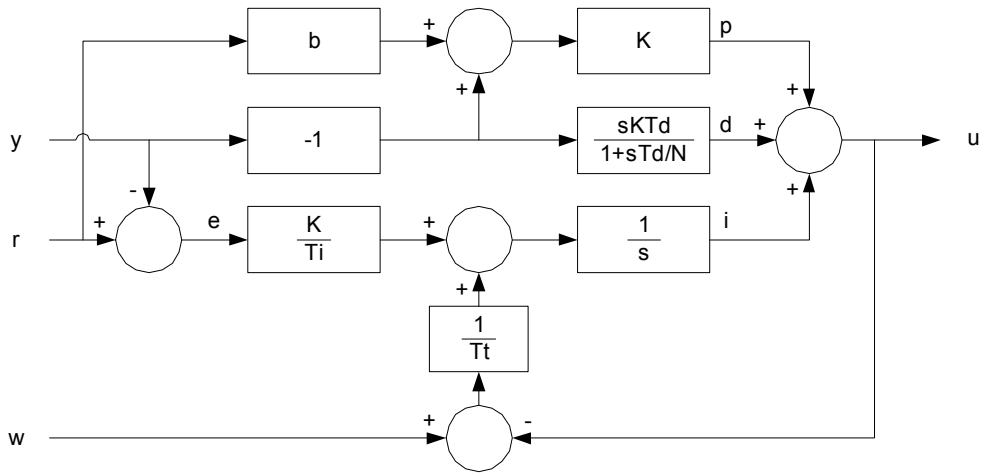 b
+
K
p
+
+
y
-1
sKTd
1+sTd/N
d
+
u
-
+
r
+
e
K
Ti
+
1
s
i
+
1
Tt
w
+
-